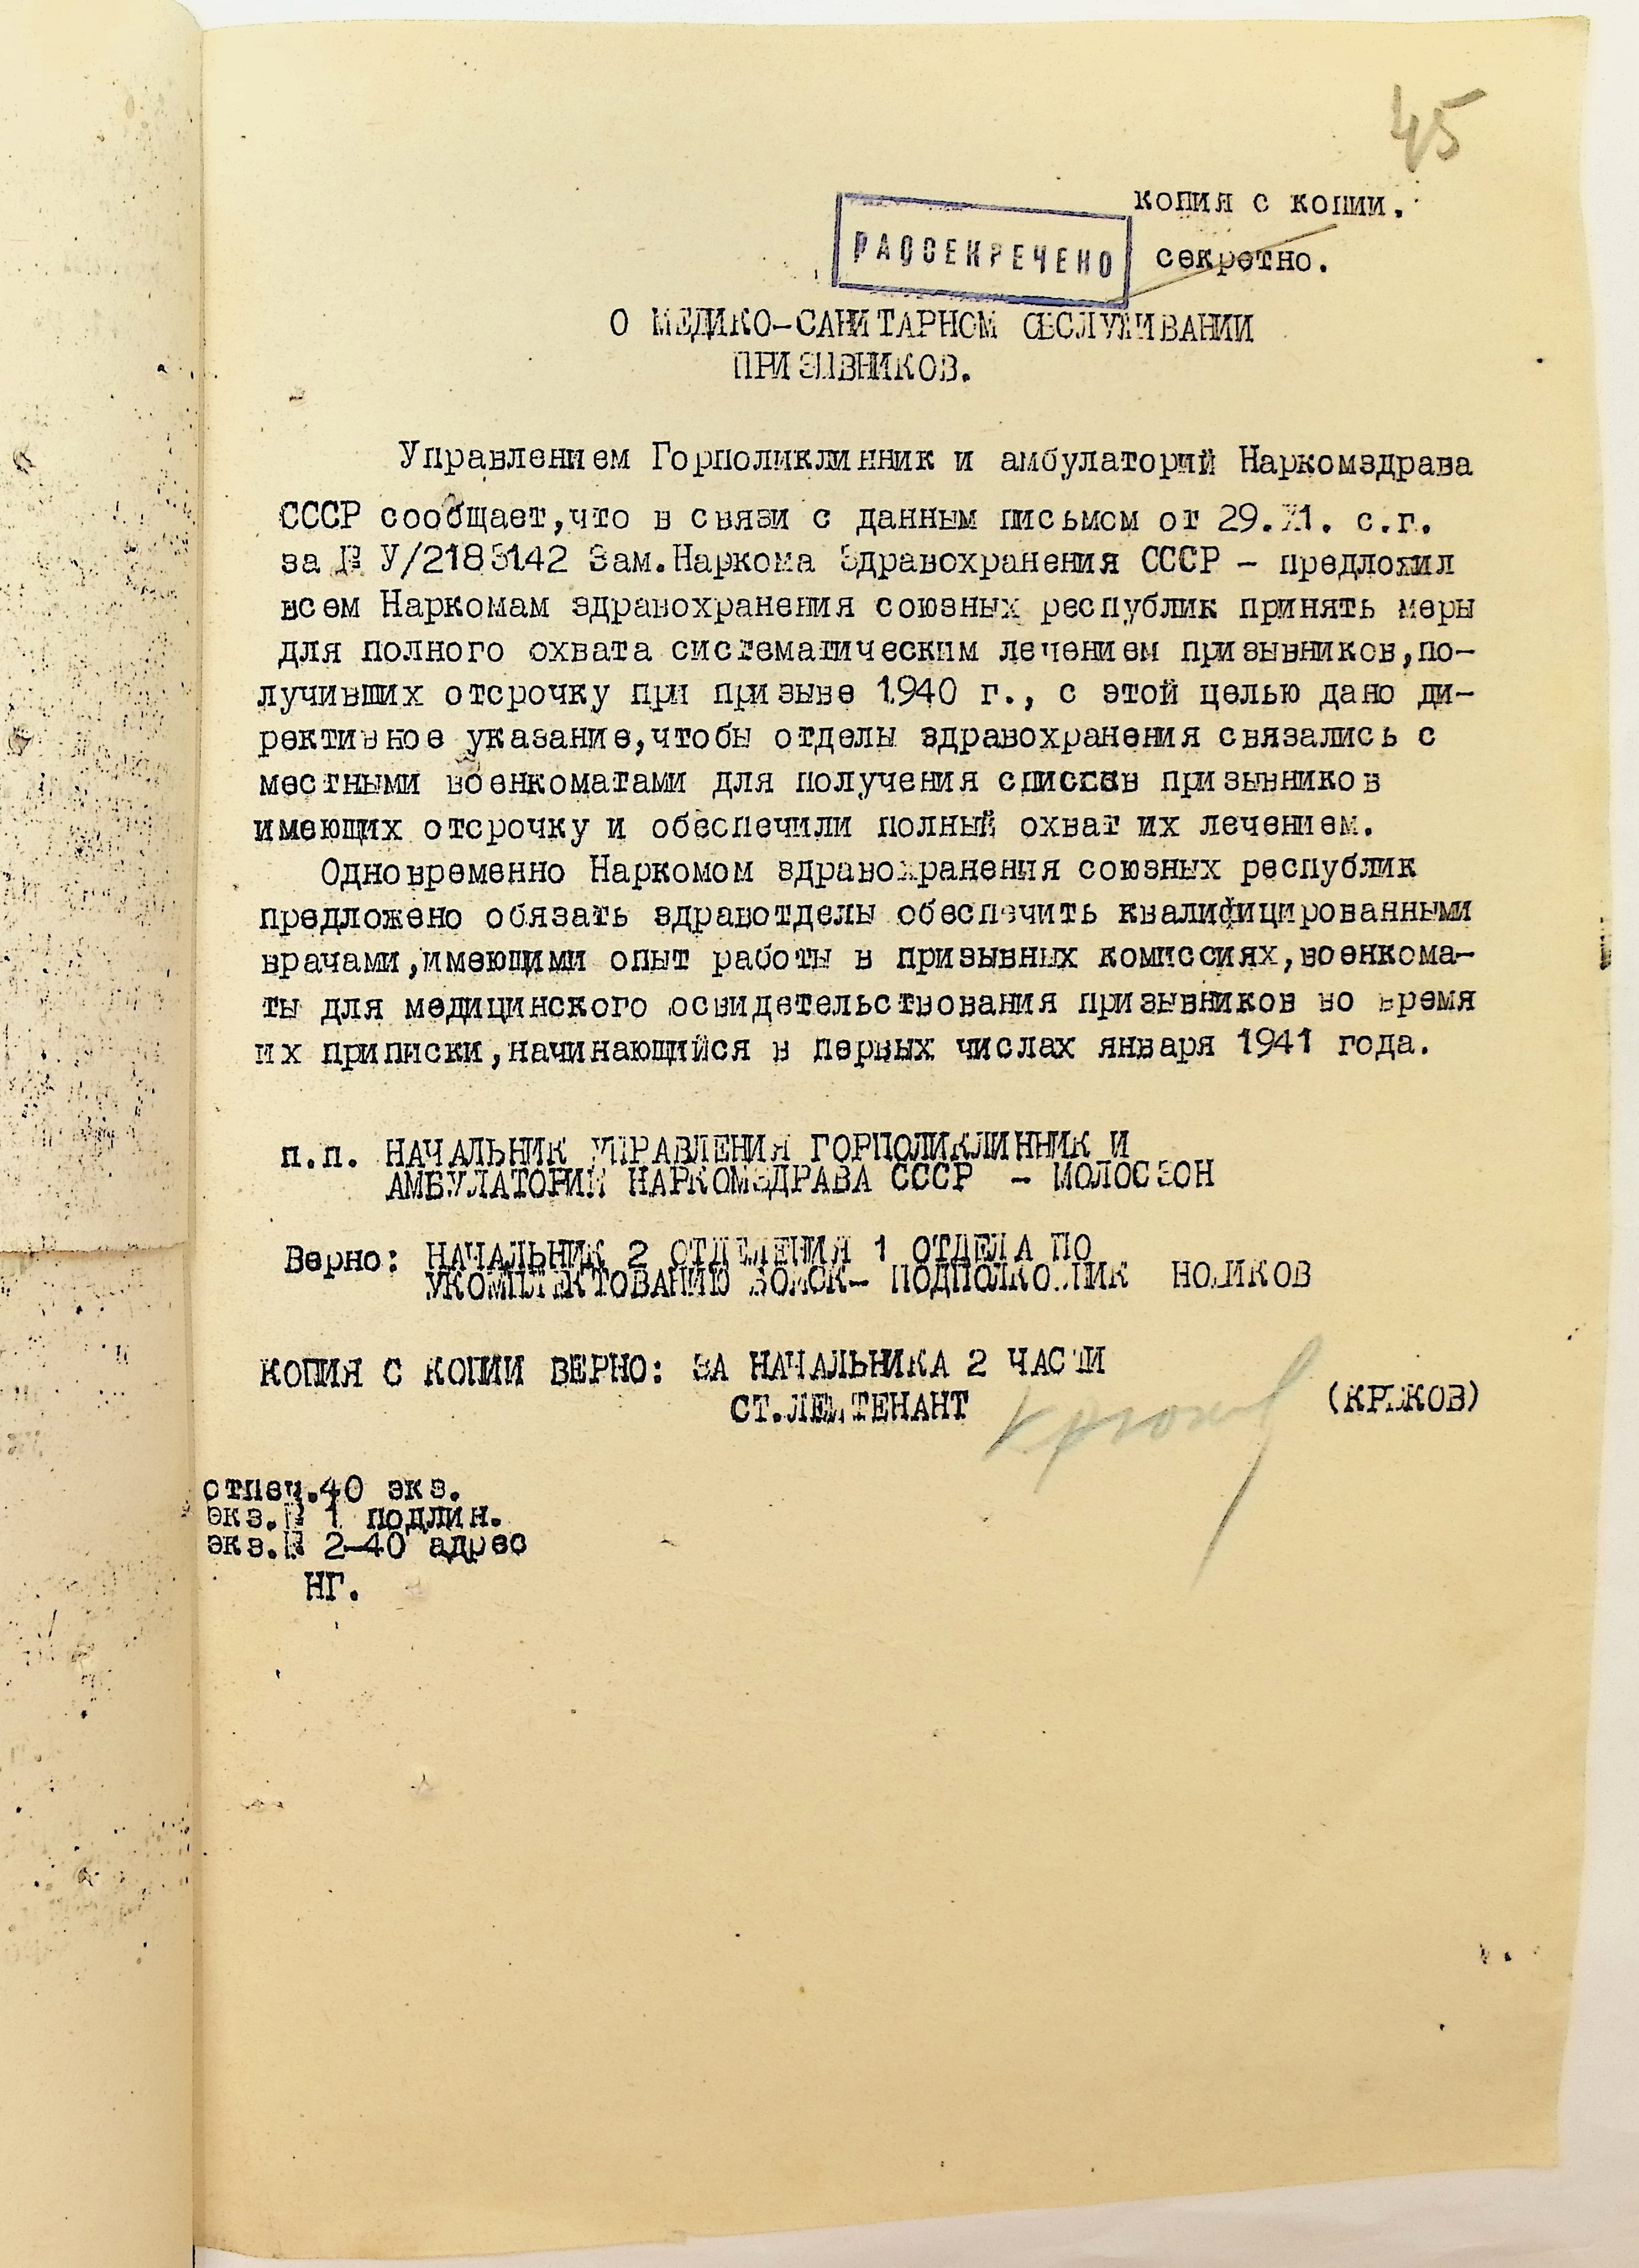 45
копия с копии.
РАССЕКРЕЧЕНО
секретно.
О МЕДИКО-САНИТАРНОМ ОБСЛУЖИВАНИИ
ПРИЗЫВНИКОВ.
Управлением Горполиклинник и амбулаторий Наркомздрава
СССР сообщает,что в связи с данным письмом от 29.XI. с.г.
за № У/2183142 Зам.Наркома Здравохранения СССР - предложил
всем Наркомам здравохранения союзных республик принять меры
для полного охвата систематическим лечением призывников,по-
лучивших отсрочку при призыве 1940 г., с этой целью дано ди-
рективное указание,чтобы отделы здравохранения связались с
местными военкоматами для получения списков призывников
имеющих отсрочку и обеспечили полный охват их лечением.
Одновременно Наркомом здравохранения союзных республик
предложено обязать здравотделы обеспечить квалифицированными
врачами,имеющими опыт работы в призывных комиссиях,военкома-
ты для медицинского освидетельствования призывников во время
их приписки,начинающийся в первых числах января 1941 года.
п.п. НАЧАЛЬНИК УПРАВЛЕНИЯ ГОРПОЛИКЛИННИК И
АМБУЛАТОРИЙ НАРКОМЗДРАВА СССР -
Верно: НАЧАЛЬНИК 2 ОТДЕЛЕНИЯ 1 ОТДЕЛА ПО
УКОМПЛЕКТОВАНИЮ ВОЙСК- ПОДПОЛКОВНИК НОВИКОВ
КОПИЯ С КОПИИ ВЕРНО: ЗА НАЧАЛЬНИКА 2 ЧАСТИ
СТ.ЛЕЙТЕНАНТ Крюков (КРЮКОВ)
отпеч.40 экз.
экз.№ 1 подлин.
экз.№ 2-40 адрес
НГ.